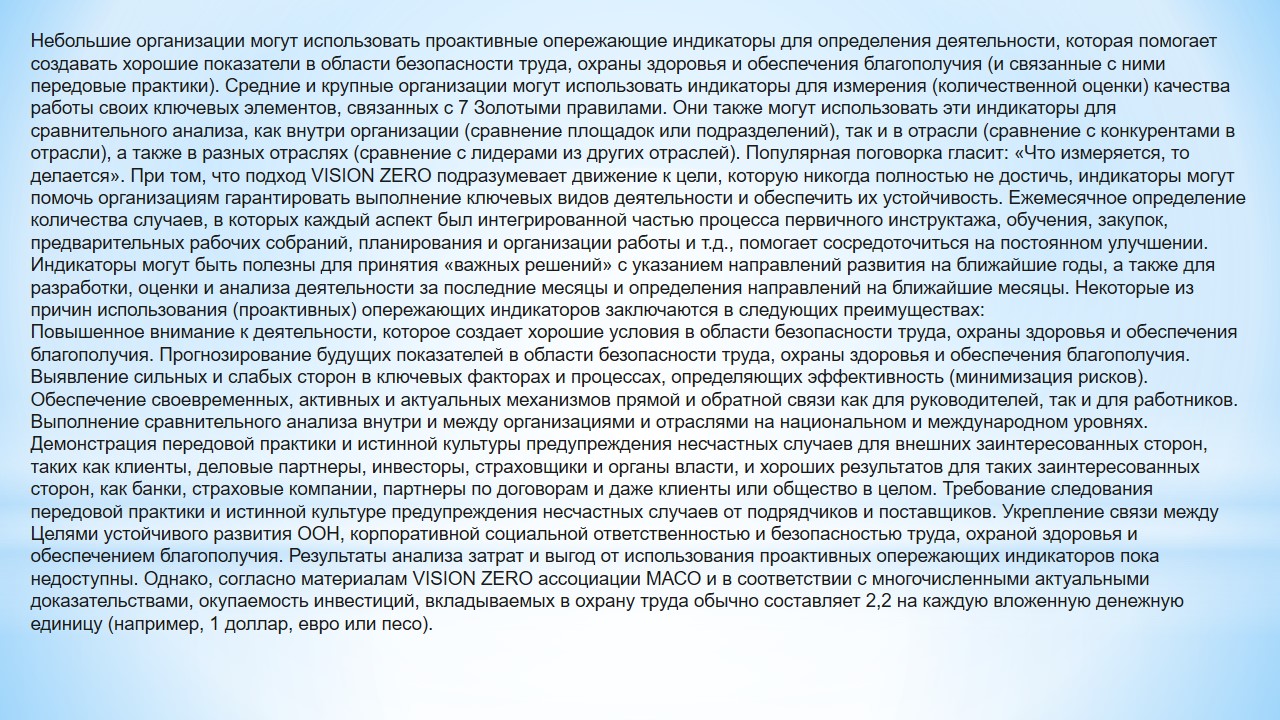 Небольшие организации могут использовать проактивные опережающие индикаторы для определения деятельности, которая помогает
создавать хорошие показатели в области безопасности труда, охраны здоровья и обеспечения благополучия (и связанные с ними
передовые практики). Средние и крупные организации могут использовать индикаторы для измерения (количественной оценки) качества
работы своих ключевых элементов, связанных с 7 Золотыми правилами. Они также могут использовать эти индикаторы для
сравнительного анализа, как внутри организации (сравнение площадок или подразделений), так и в отрасли (сравнение с конкурентами в
отрасли), а также в разных отраслях (сравнение с лидерами из других отраслей). Популярная поговорка гласит: «Что измеряется, то
делается». При том, что подход VISION ZERO подразумевает движение к цели, которую никогда полностью не достичь, индикаторы могут
помочь организациям гарантировать выполнение ключевых видов деятельности и обеспечить их устойчивость. Ежемесячное определение
количества случаев, в которых каждый аспект был интегрированной частью процесса первичного инструктажа, обучения, закупок,
предварительных рабочих собраний, планирования и организации работы и т.д., помогает сосредоточиться на постоянном улучшении.
Индикаторы могут быть полезны для принятия «важных решений» с указанием направлений развития на ближайшие годы, а также для
разработки, оценки и анализа деятельности за последние месяцы и определения направлений на ближайшие месяцы. Некоторые из
причин использования (проактивных) опережающих индикаторов заключаются в следующих преимуществах:
Повышенное внимание к деятельности, которое создает хорошие условия в области безопасности труда, охраны здоровья и обеспечения
благополучия. Прогнозирование будущих показателей в области безопасности труда, охраны здоровья и обеспечения благополучия.
Выявление сильных и слабых сторон в ключевых факторах и процессах, определяющих эффективность (минимизация рисков).
Обеспечение своевременных, активных и актуальных механизмов прямой и обратной связи как для руководителей, так и для работников.
Выполнение сравнительного анализа внутри и между организациями и отраслями на национальном и международном уровнях.
Демонстрация передовой практики и истинной культуры предупреждения несчастных случаев для внешних заинтересованных сторон,
таких как клиенты, деловые партнеры, инвесторы, страховщики и органы власти, и хороших результатов для таких заинтересованных
сторон, как банки, страховые компании, партнеры по договорам и даже клиенты или общество в целом. Требование следования
передовой практики и истинной культуре предупреждения несчастных случаев от подрядчиков и поставщиков. Укрепление связи между
Целями устойчивого развития ООН, корпоративной социальной ответственностью и безопасностью труда, охраной здоровья и
обеспечением благополучия. Результаты анализа затрат и выгод от использования проактивных опережающих индикаторов пока
недоступны. Однако, согласно материалам VISION ZERO ассоциации МАСО и в соответствии с многочисленными актуальными
доказательствами, окупаемость инвестиций, вкладываемых в охрану труда обычно составляет 2,2 на каждую вложенную денежную
единицу (например, 1 доллар, евро или песо).